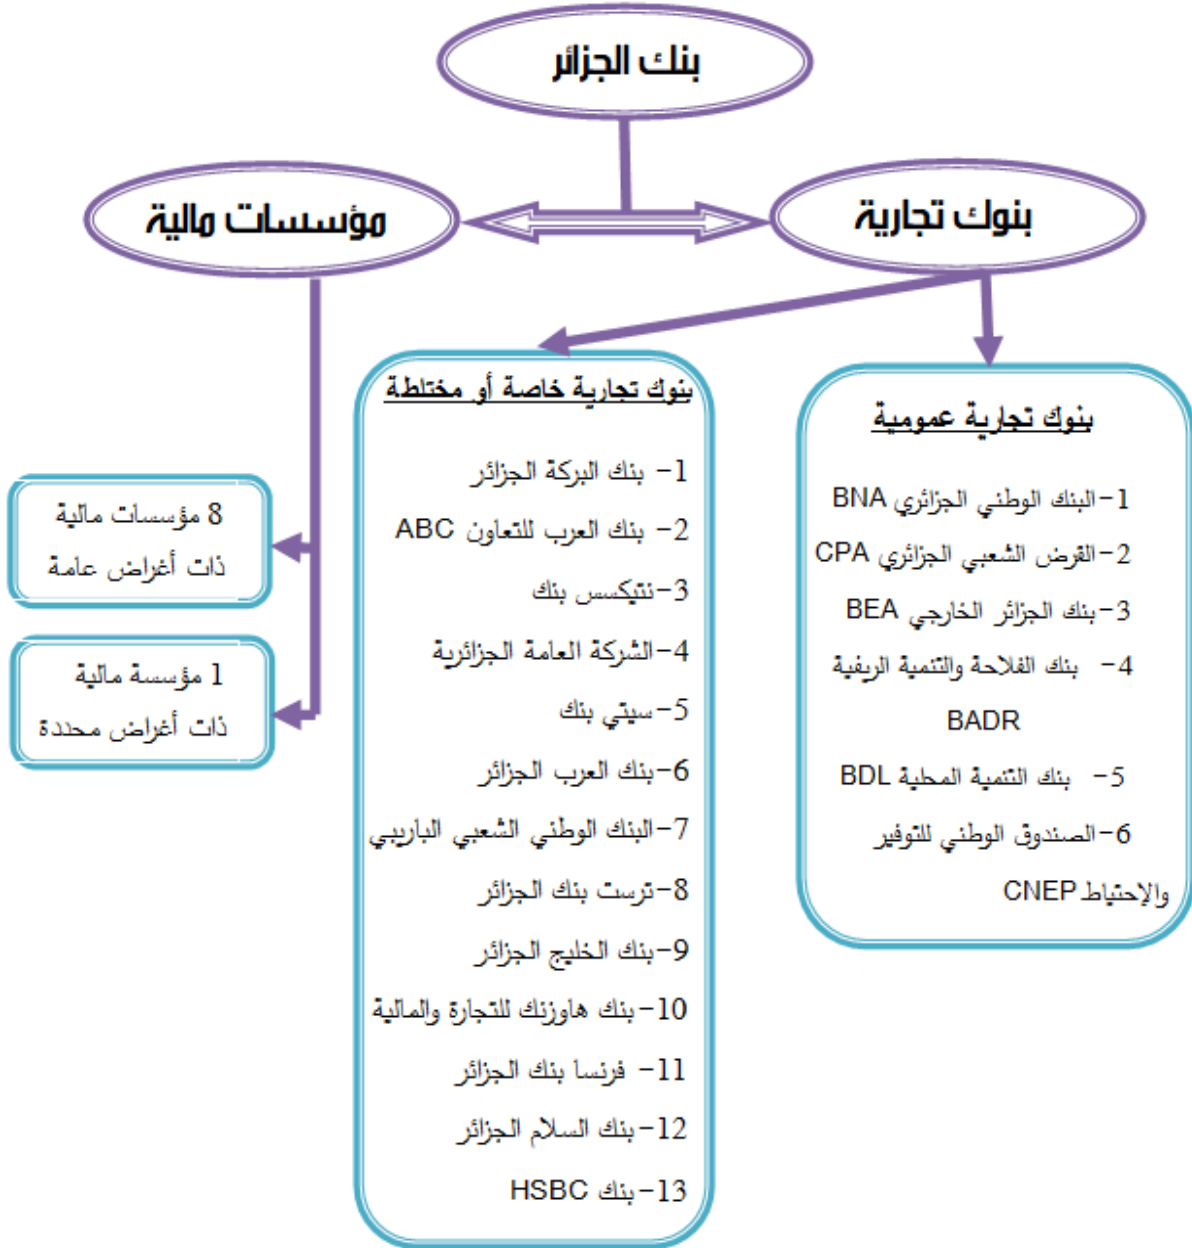 بنك الجزائر
بنوك تجارية
مؤسسات مالية
بنوك تجارية عمومية
1-البنك الوطني الجزائري BNA
2-القرض الشعبي الجزائري CPA
3-بنك الجزائر الخارجي BEA
4- بنك الفلاحة والتنمية الريفية
BADR
5- بنك التنمية المحلية BDL
6-الصندوق الوطني للتوفير
والإحتياط CNEP
بنوك تجارية خاصة أو مختلطة
1- بنك البركة الجزائر
2- بنك العرب للتعاون ABC
3-نتيكسس بنك
4-الشركة العامة الجزائرية
5-سيتي بنك
6-بنك العرب الجزائر
7-البنك الوطني الشعبي الباريبي
8-ترست بنك الجزائر
9-بنك الخليج الجزائر
10-بنك هاوزنك للتجارة والمالية
11- فرنسا بنك الجزائر
12-بنك السلام الجزائر
13-بنك HSBC
8 مؤسسات مالية
ذات أغراض عامة
1 مؤسسة مالية
ذات أغراض محددة